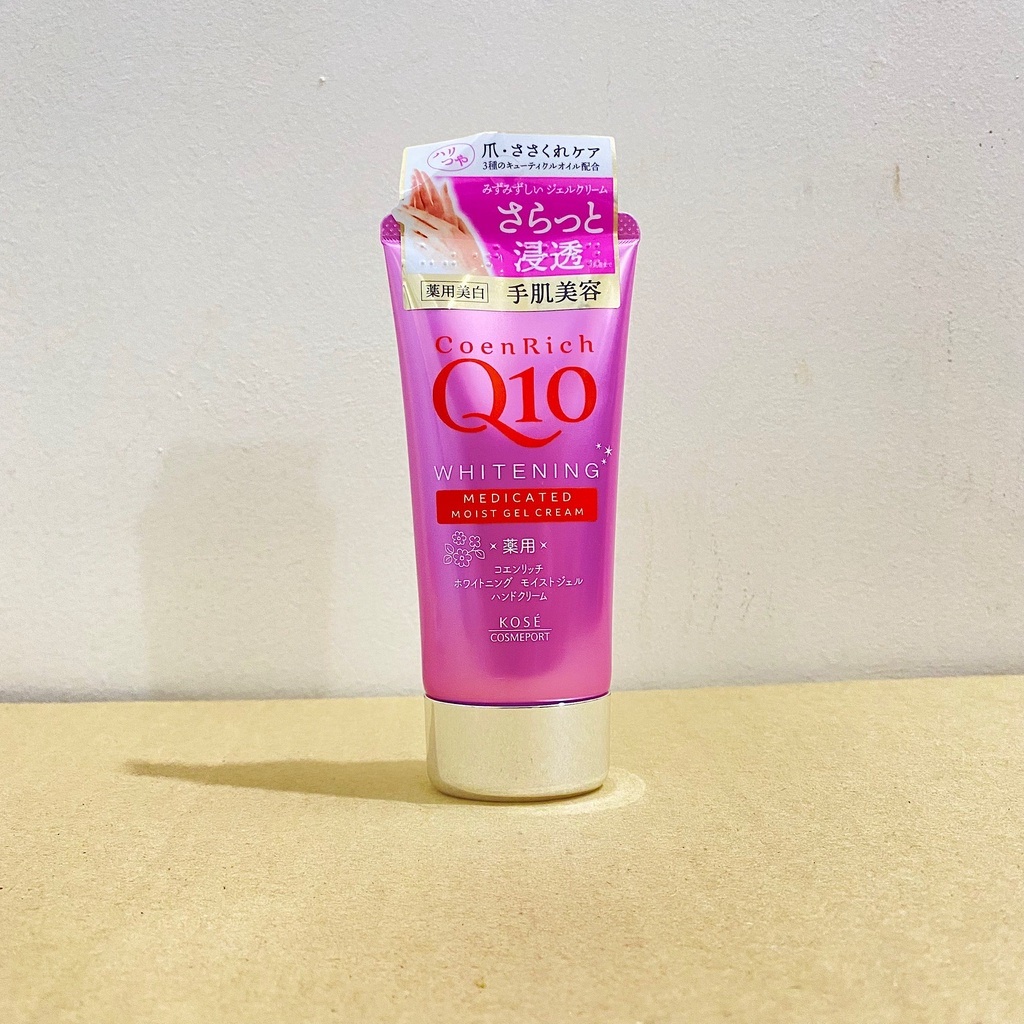 ハリ
つや
爪・ささくれケア
3種のキューティクルオイル配合
みずみずしい ジェルクリーム
さらっと
浸透
薬用美白 手肌美容
CoenRich
Q10
WHITENING
MEDICATED
MOIST GEL CREAM
×薬用×
コエンリッチ
ホワイトニング モイストジェル
ハンドクリーム
KOSÉ
COSMEPORT